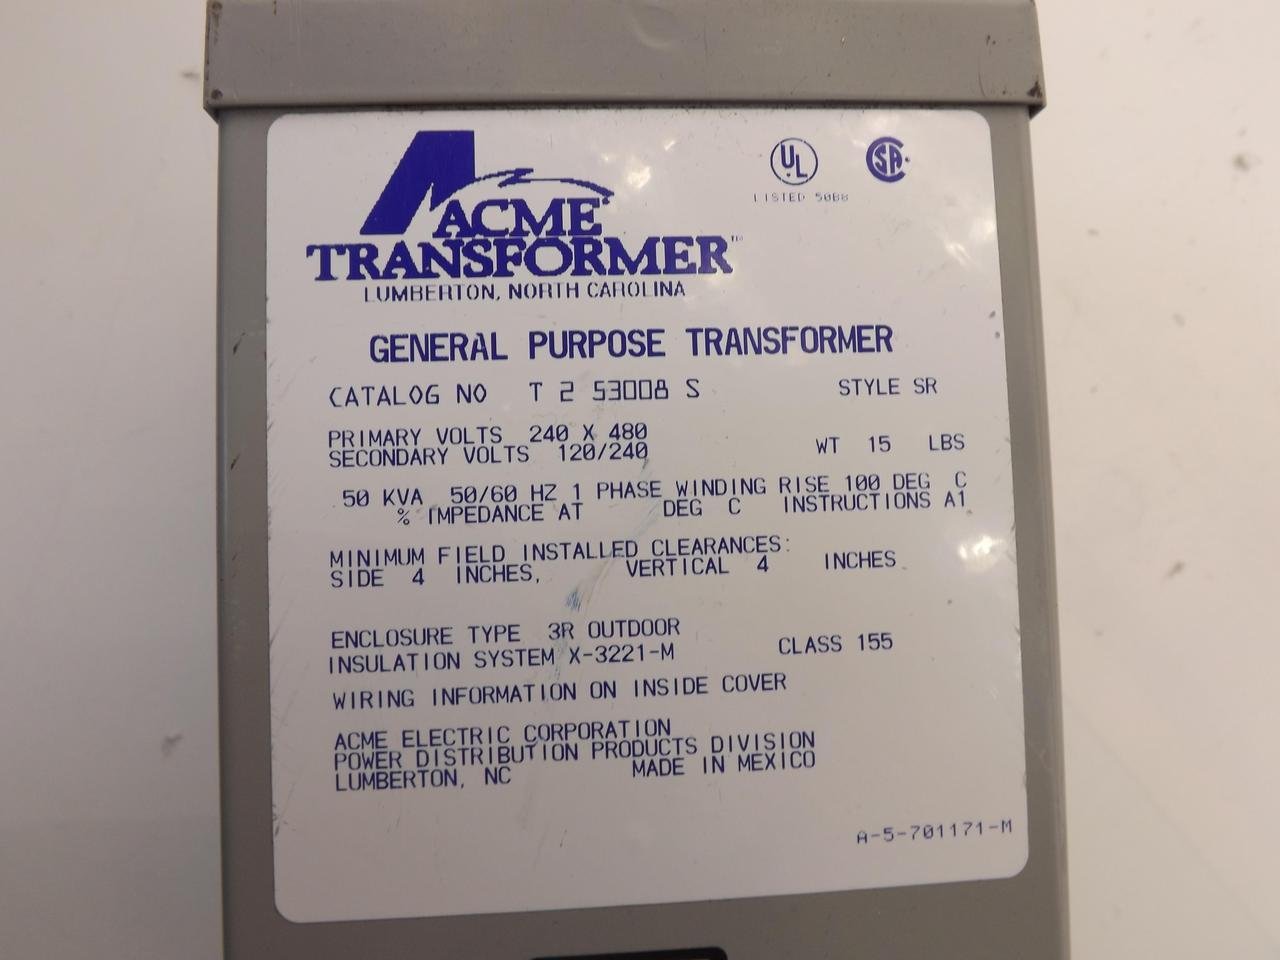 UL
LISTED 50B8
SA
ACME
TRANSFORMER™
LUMBERTON, NORTH CAROLINA
GENERAL PURPOSE TRANSFORMER
CATALOG NO T 2 53008 S STYLE SR
PRIMARY VOLTS 240 X 480
SECONDARY VOLTS 120/240 WT 15 LBS
50 KVA 50/60 HZ 1 PHASE WINDING RISE 100 DEG C
% IMPEDANCE AT DEG C INSTRUCTIONS A1
MINIMUM FIELD INSTALLED CLEARANCES:
SIDE 4 INCHES, VERTICAL 4 INCHES
ENCLOSURE TYPE 3R OUTDOOR
INSULATION SYSTEM X-3221-M CLASS 155
WIRING INFORMATION ON INSIDE COVER
ACME ELECTRIC CORPORATION
POWER DISTRIBUTION PRODUCTS DIVISION
LUMBERTON, NC MADE IN MEXICO
A-5-701171-M